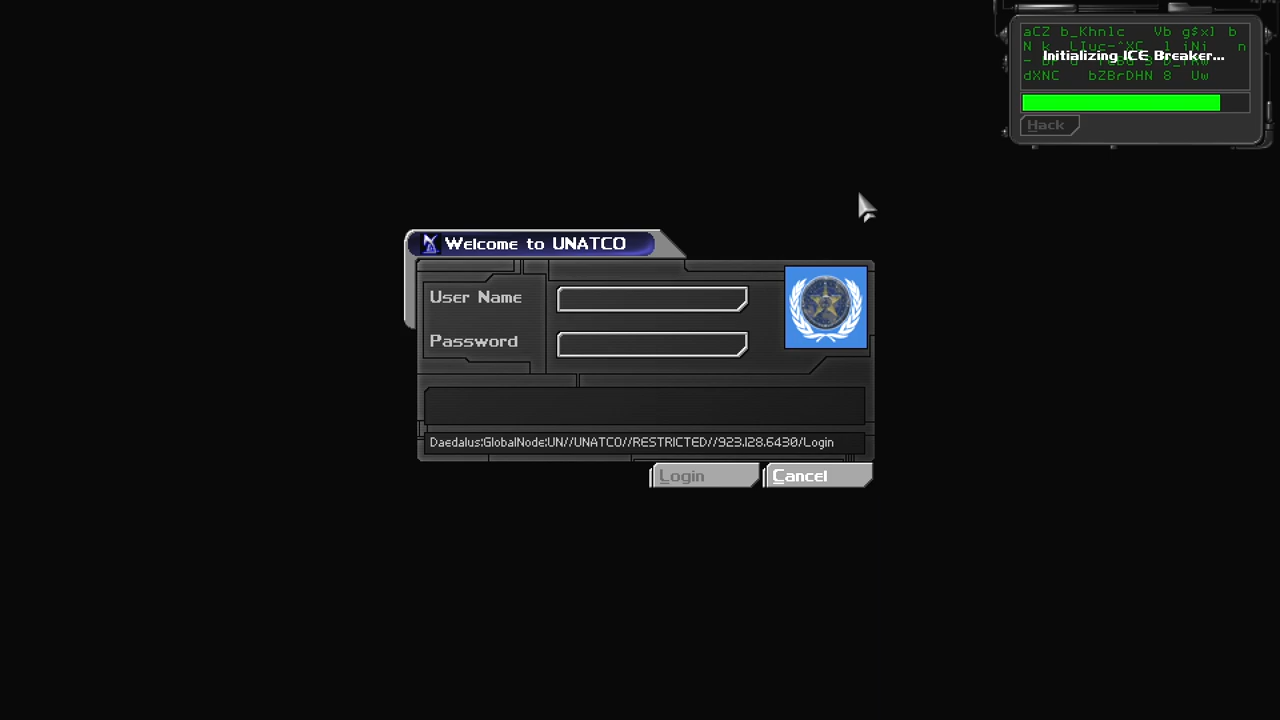 Initializing ICE Breaker...
Hack
Welcome to UNATCO
User Name
Password
Daedalus:GlobalNode:UN//UNATCO//RESTRICTED//923.128.6430/Login
Login
Cancel